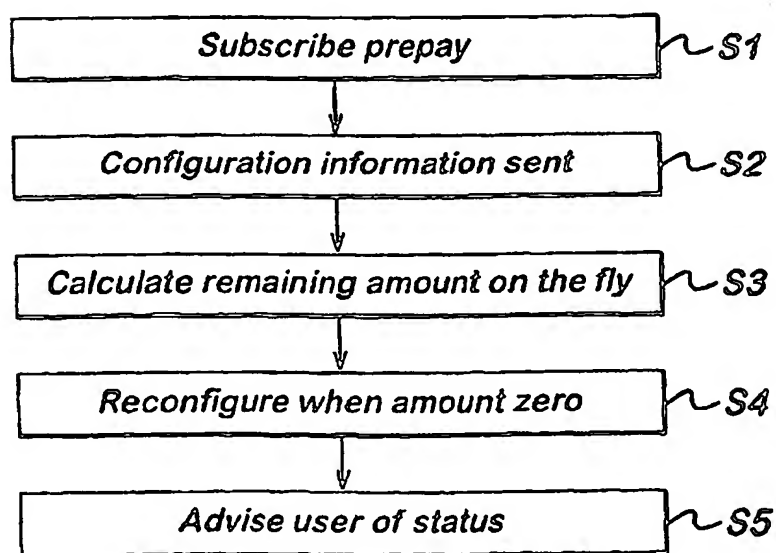 Subscribe prepay S1
Configuration information sent S2
Calculate remaining amount on the fly S3
Reconfigure when amount zero S4
Advise user of status S5